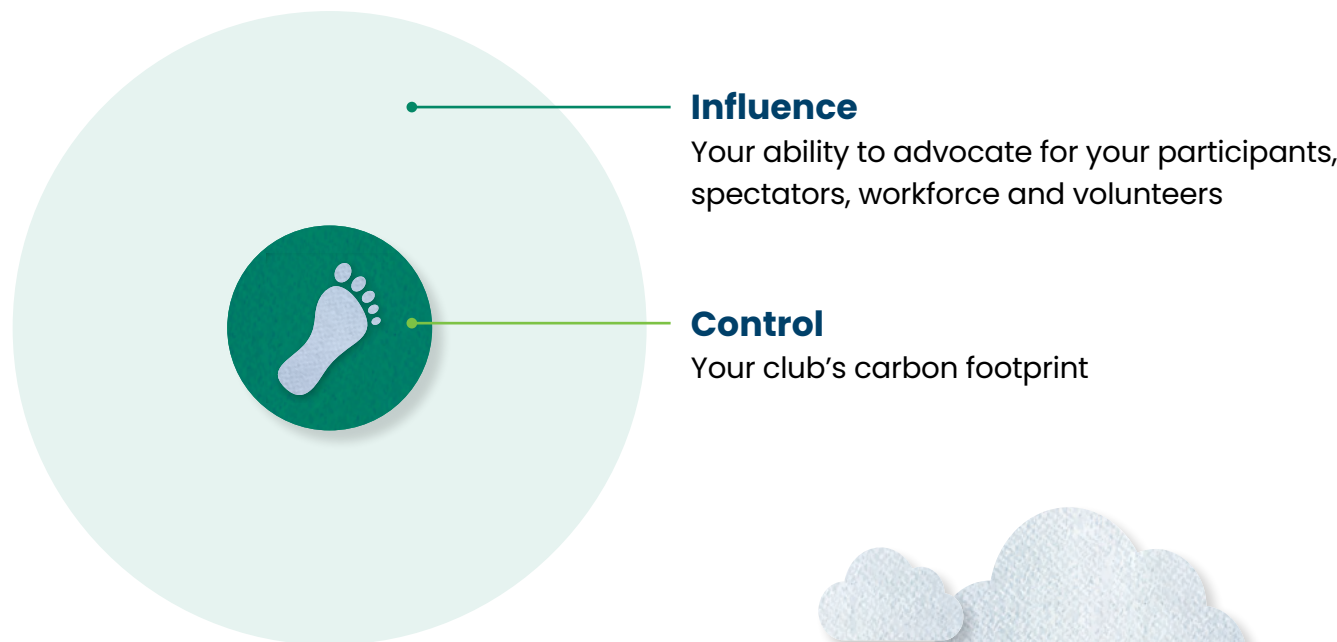 Influence
Your ability to advocate for your participants,
spectators, workforce and volunteers
Control
Your club’s carbon footprint